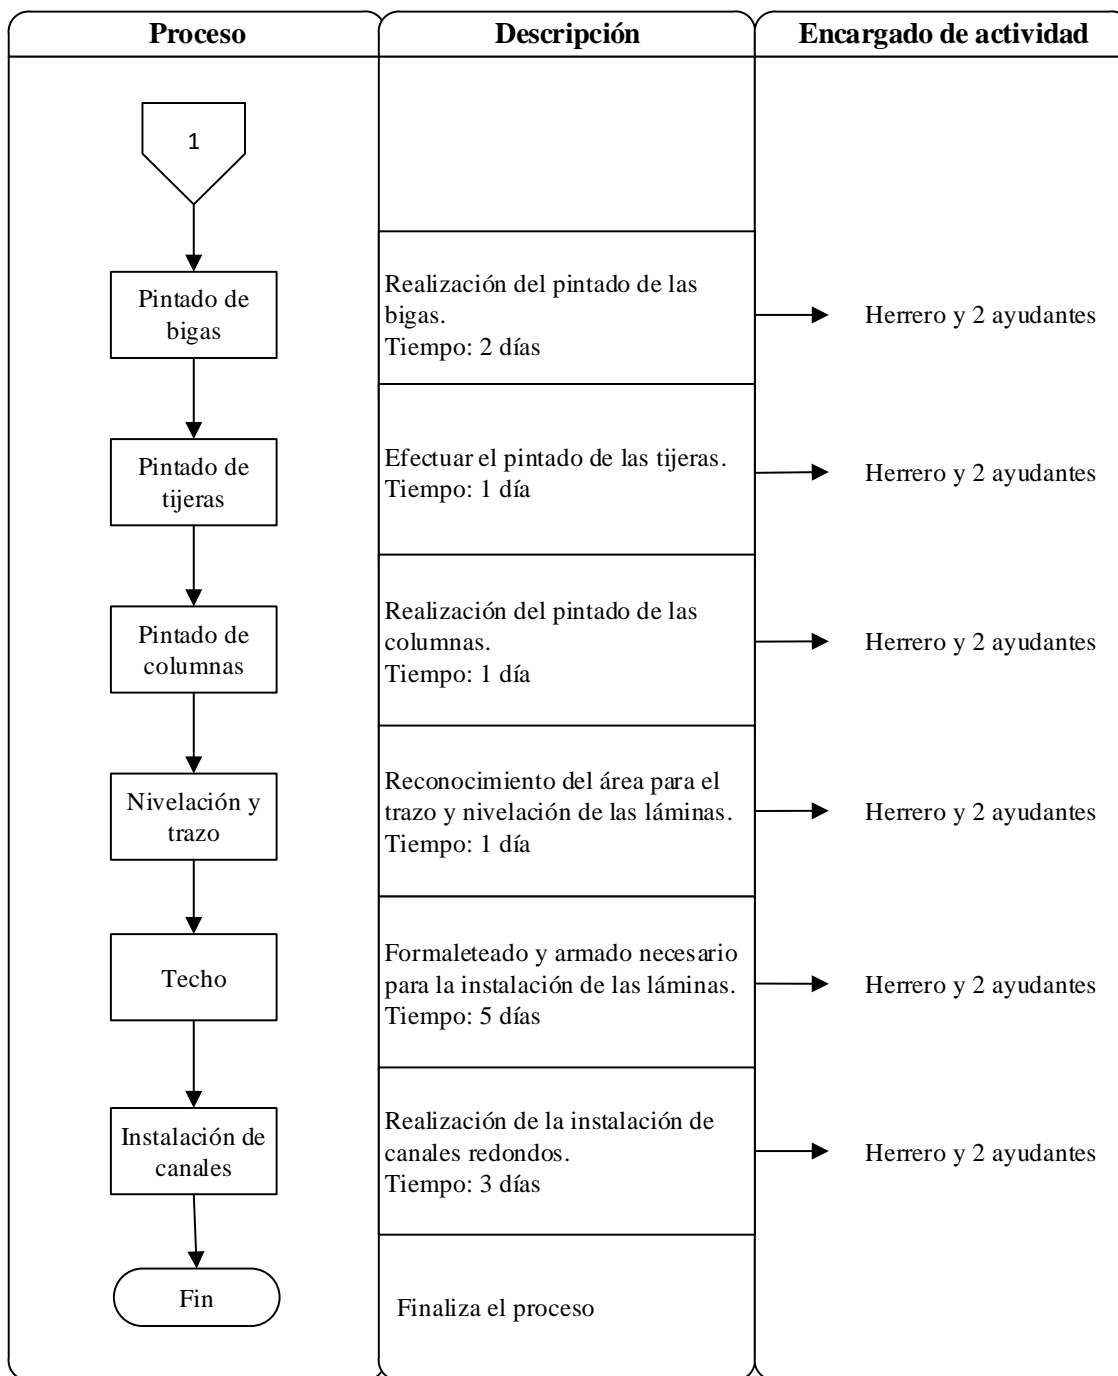 Proceso
Descripción
Encargado de actividad
1
Pintado de
bigas
Realización del pintado de las
bigas.
Tiempo: 2 días
Herrero y 2 ayudantes
Pintado de
tijeras
Efectuar el pintado de las tijeras.
Tiempo: 1 día
Herrero y 2 ayudantes
Pintado de
columnas
Realización del pintado de las
columnas.
Tiempo: 1 día
Herrero y 2 ayudantes
Nivelación y
trazo
Reconocimiento del área para el
trazo y nivelación de las láminas.
Tiempo: 1 día
Herrero y 2 ayudantes
Techo
Formaleteado y armado necesario
para la instalación de las láminas.
Tiempo: 5 días
Herrero y 2 ayudantes
Instalación de
canales
Realización de la instalación de
canales redondos.
Tiempo: 3 días
Herrero y 2 ayudantes
Fin
Finaliza el proceso